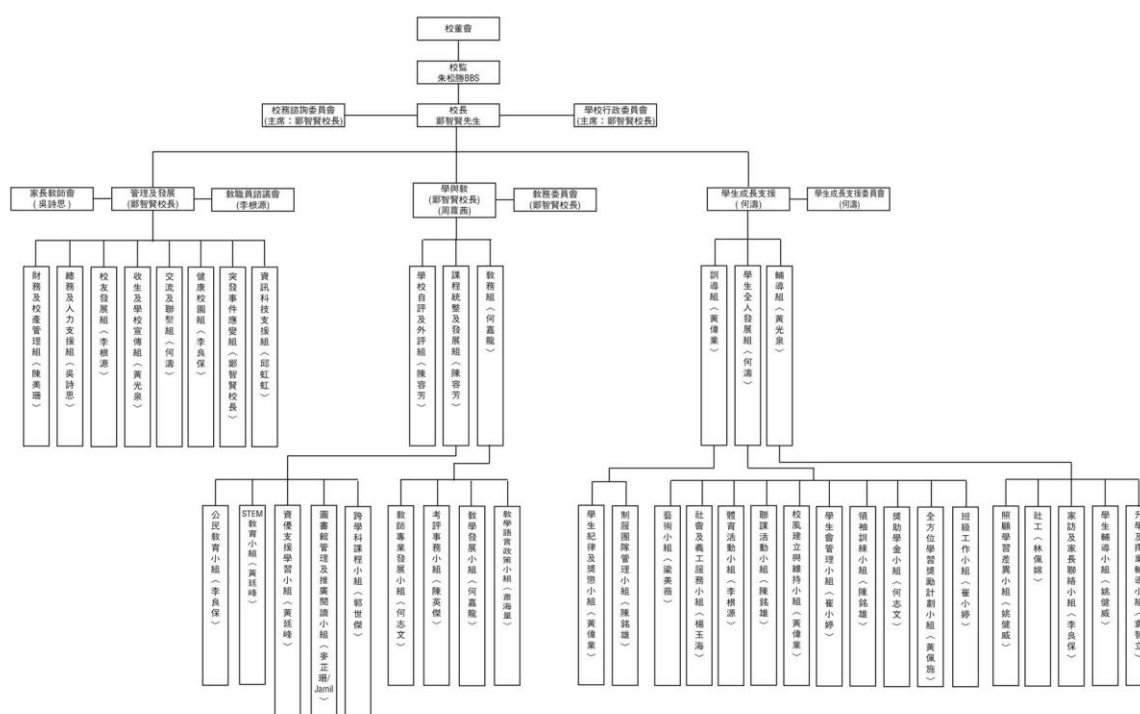 校董會
校監
朱松勝BBS
校務諮詢委員會
(主席：鄭智賢校長)
校長
鄭智賢先生
學校行政委員會
(主席：鄭智賢校長)
家長教師會
(吳詩思)
管理及發展
(鄭智賢校長)
教職員諮議會
(李根源)
學與教
(鄭智賢校長)
(周蕭茜)
教務委員會
(鄭智賢校長)
學生成長支援
(何濤)
學生成長支援委員會
(何濤)
財務及校產管理組（陳美珊）
總務及人力支援組（吳詩思）
校友發展組（李根源）
收生及學校宣傳組（黃光泉）
交流及聯繫組（何濤）
健康校園組（李良保）
突發事件應變組（鄭智賢校長）
資訊科技支援組（邱虹虹）
學校自評及外評組（陳容芳）
課程統整及發展組（陳容芳）
教務組（何嘉龍）
訓導組（黃偉業）
學生全人發展組（何濤）
輔導組（黃光泉）
公民教育小組（李良保）
STEM教育小組（黃廷峰）
資優支援學習小組（黃廷峰）
圖書館管理及推廣閱讀小組（麥芷珊/Jamil）
跨學科課程小組（郭世傑）
教師專業發展小組（何志文）
考評事務小組（陳英傑）
教學發展小組（何嘉龍）
教學語言政策小組（蕭海星）
學生紀律及獎懲小組（黃偉業）
制服團隊管理小組（陳銘雄）
藝術小組（梁美薇）
社會及義工服務小組（楊玉海）
體育活動小組（李根源）
聯課活動小組（陳銘雄）
校風建立與維持小組（黃偉業）
學生會管理小組（崔小婷）
領袖訓練小組（陳銘雄）
獎助學金小組（何志文）
全方位學習獎勵計劃小組（黃佩施）
班級工作小組（崔小婷）
照顧學習差異小組（姚健威）
社工（林佩媚）
家訪及家長聯絡小組（李良保）
學生輔導小組（姚健威）
升學及擇業輔導小組（袁智立）